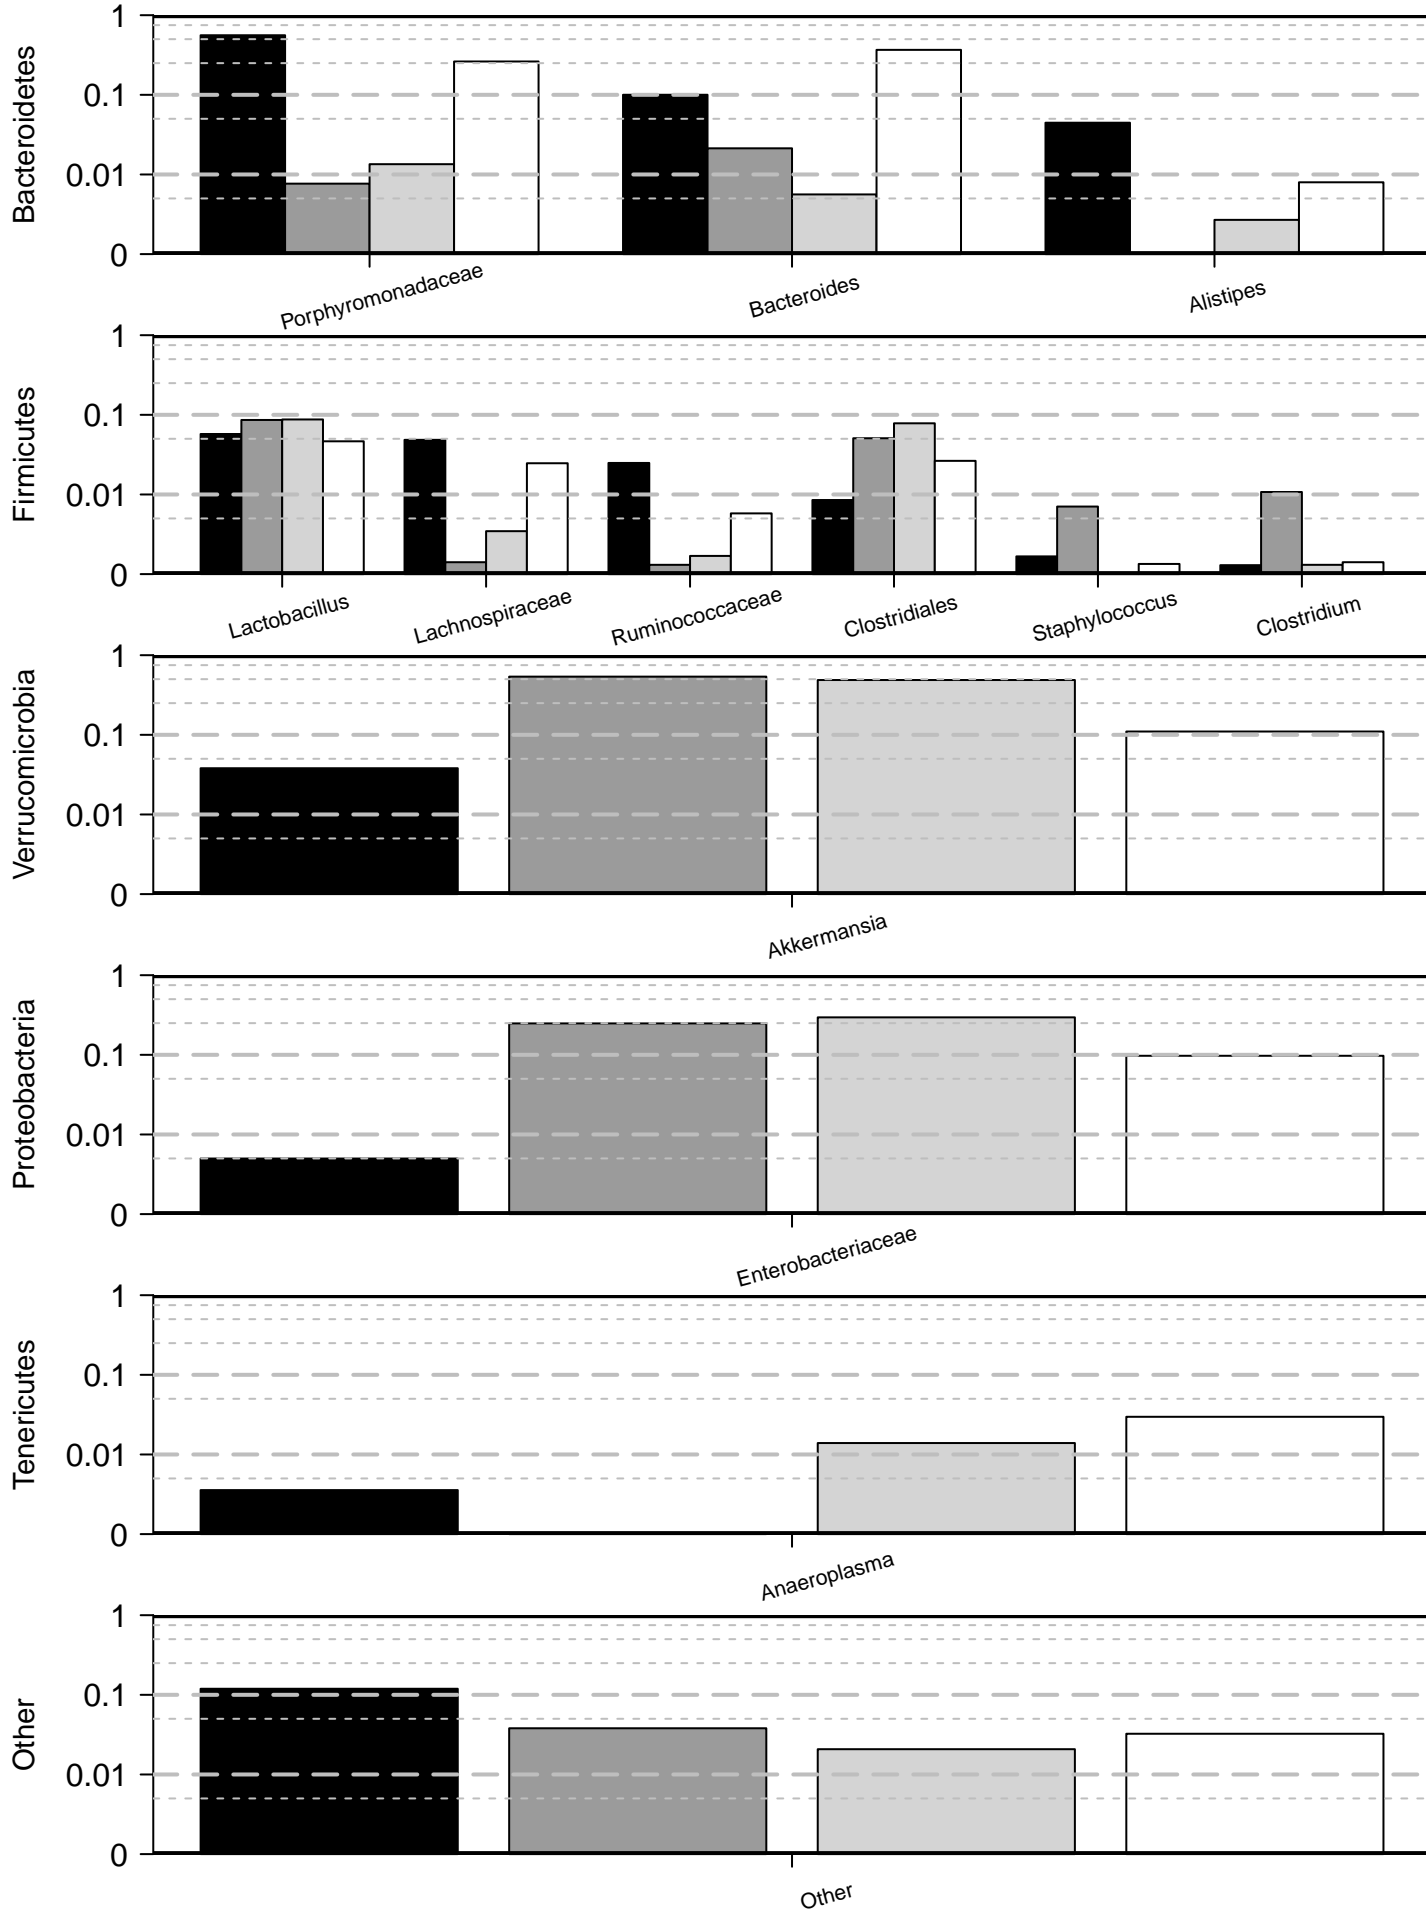 Bacteroidetes
1
0.1
0.01
0
Porphyromonadaceae Bacteroides Alistipes
Firmicutes
1
0.1
0.01
0
Lactobacillus Lachnospiraceae Ruminococcaceae Clostridiales Staphylococcus Clostridium
Verrucomicrobia
1
0.1
0.01
0
Akkermansia
Proteobacteria
1
0.1
0.01
0
Enterobacteriaceae
Tenericutes
1
0.1
0.01
0
Anaeroplasma
Other
1
0.1
0.01
0
Other